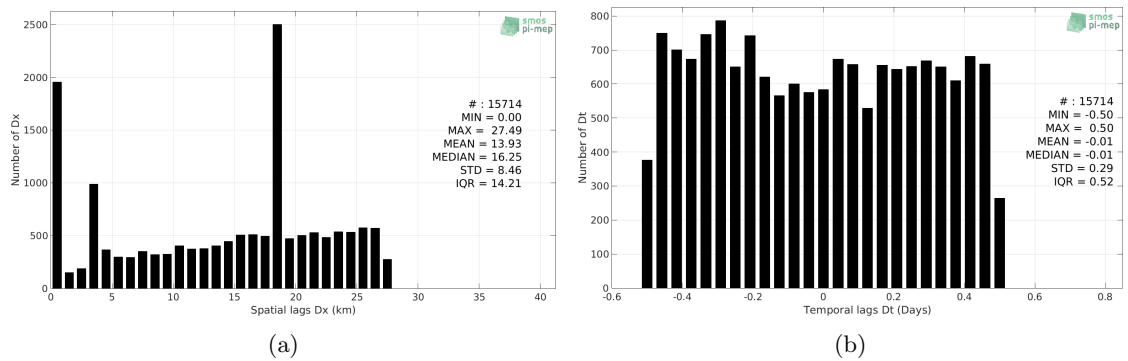 smos
pi-mep
2500
2000
1500
1000
500
0
Number of Dx
# : 15714
MIN = 0.00
MAX = 27.49
MEAN = 13.93
MEDIAN = 16.25
STD = 8.46
IQR = 14.21
0 5 10 15 20 25 30 35 40
Spatial lags Dx (km)
(a)
smos
pi-mep
800
700
600
500
400
300
200
100
0
Number of Dt
# : 15714
MIN = -0.50
MAX = 0.50
MEAN = -0.01
MEDIAN = -0.01
STD = 0.29
IQR = 0.52
-0.6 -0.4 -0.2 0 0.2 0.4 0.6 0.8
Temporal lags Dt (Days)
(b)